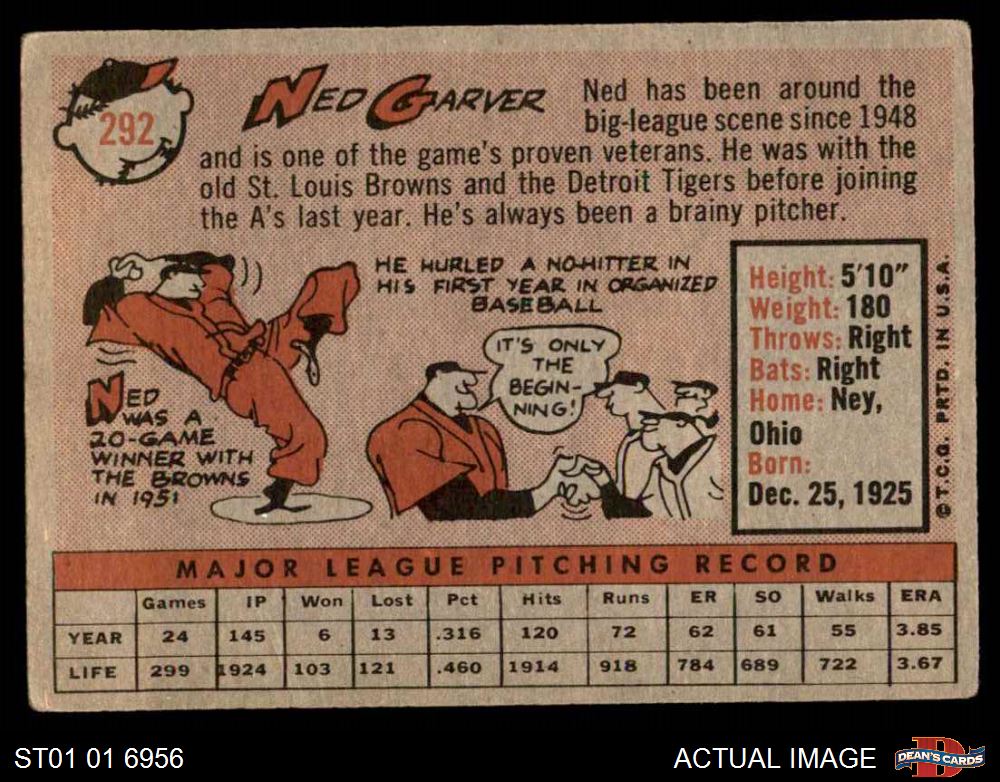 292
NED GARVER
Ned has been around the
big-league scene since 1948
and is one of the game's proven veterans. He was with the
old St. Louis Browns and the Detroit Tigers before joining
the A's last year. He's always been a brainy pitcher.
HE HURLED A NO-HITTER IN
HIS FIRST YEAR IN ORGANIZED
BASEBALL
IT'S ONLY
THE
BEGIN-
NING!
NED
WAS A
20-GAME
WINNER WITH
THE BROWNS
IN 1951
Height: 5'10"
Weight: 180
Throws: Right
Bats: Right
Home: Ney,
Ohio
Born:
Dec. 25, 1925
© T.C.G. PRTD. IN U.S.A.
MAJOR LEAGUE PITCHING RECORD
Games IP Won Lost Pct Hits Runs ER SO Walks ERA
YEAR 24 145 6 13 .316 120 72 62 61 55 3.85
LIFE 299 1924 103 121 .460 1914 918 784 689 722 3.67
ST01 01 6956
ACTUAL IMAGE
D
DEAN'S CARDS